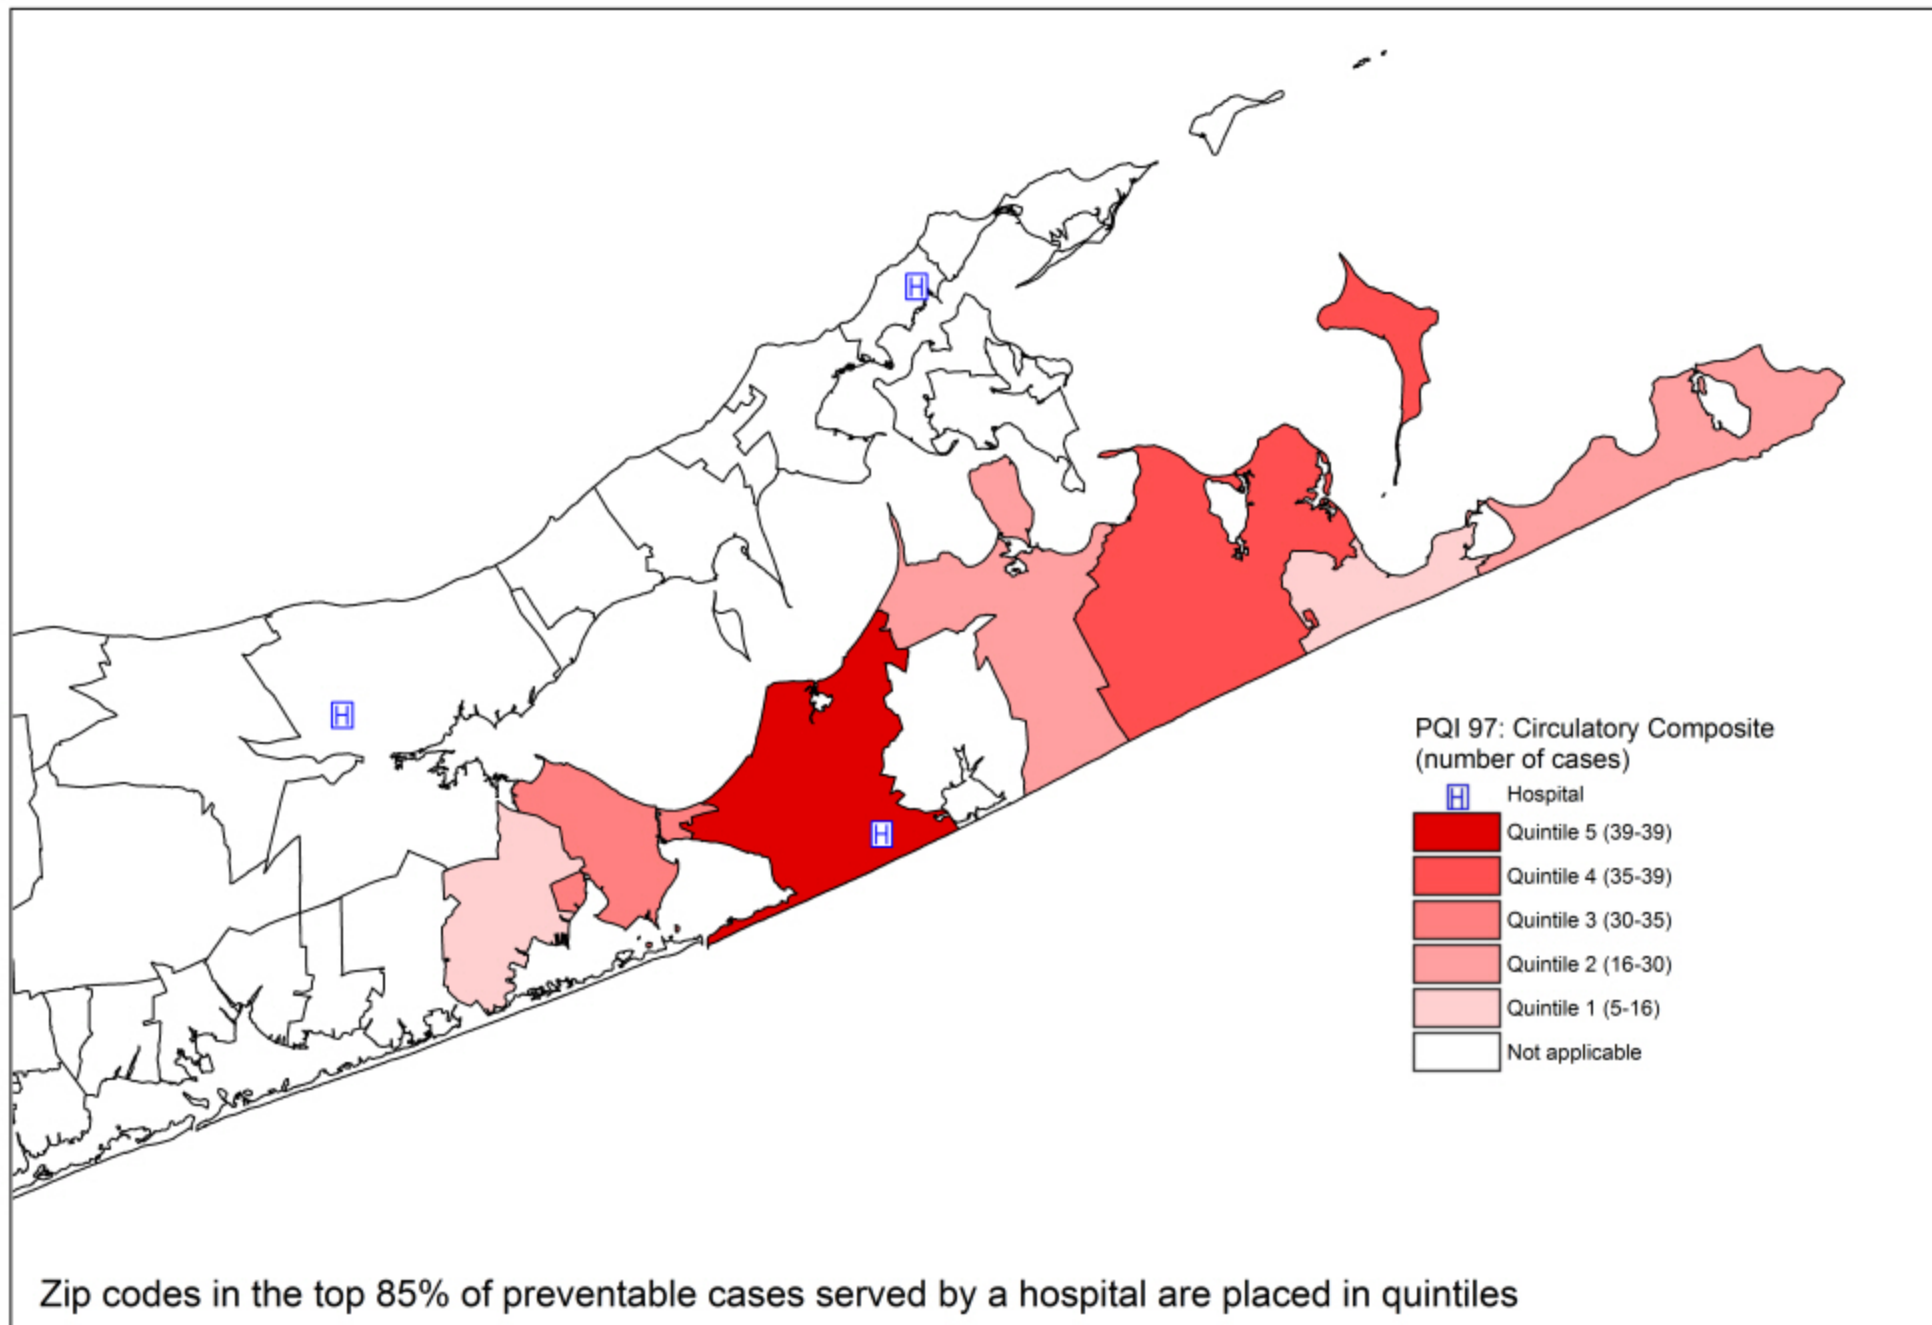 H
H
H
PQI 97: Circulatory Composite
(number of cases)
H Hospital
Quintile 5 (39-39)
Quintile 4 (35-39)
Quintile 3 (30-35)
Quintile 2 (16-30)
Quintile 1 (5-16)
Not applicable
Zip codes in the top 85% of preventable cases served by a hospital are placed in quintiles